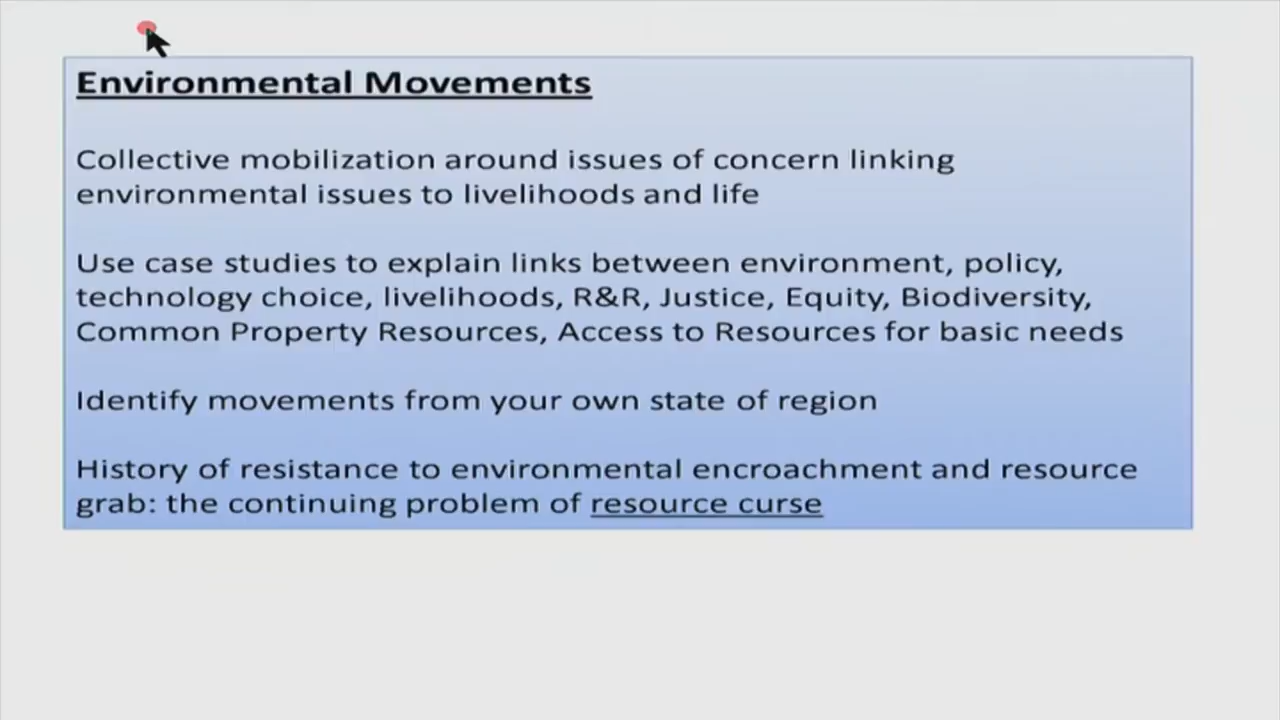 Environmental Movements
Collective mobilization around issues of concern linking
environmental issues to livelihoods and life
Use case studies to explain links between environment, policy,
technology choice, livelihoods, R&R, Justice, Equity, Biodiversity,
Common Property Resources, Access to Resources for basic needs
Identify movements from your own state of region
History of resistance to environmental encroachment and resource
grab: the continuing problem of resource curse